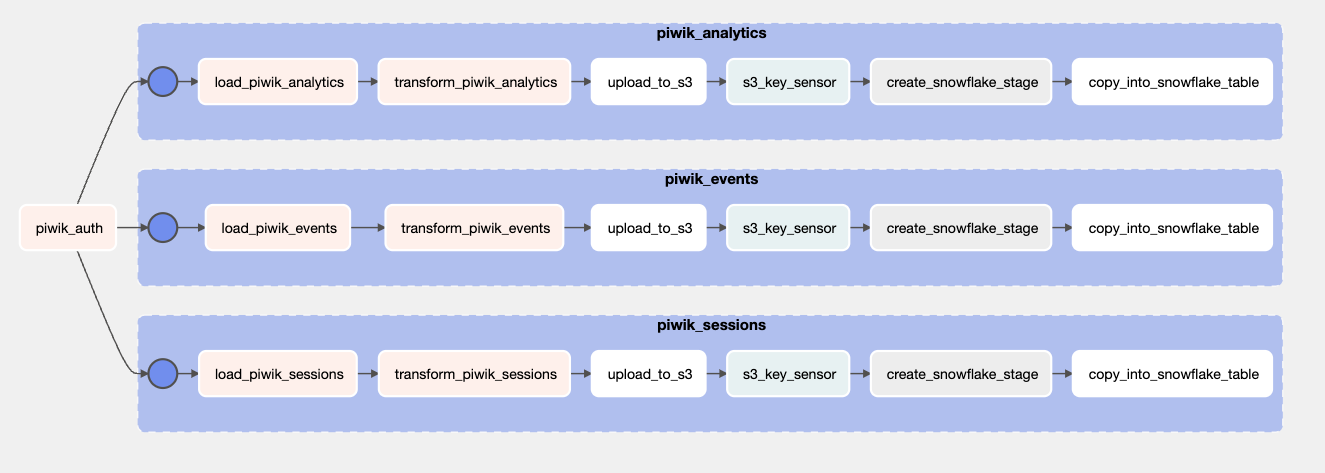 piwik_analytics
load_piwik_analytics transform_piwik_analytics upload_to_s3 s3_key_sensor create_snowflake_stage copy_into_snowflake_table
piwik_events
piwik_auth load_piwik_events transform_piwik_events upload_to_s3 s3_key_sensor create_snowflake_stage copy_into_snowflake_table
piwik_sessions
load_piwik_sessions transform_piwik_sessions upload_to_s3 s3_key_sensor create_snowflake_stage copy_into_snowflake_table